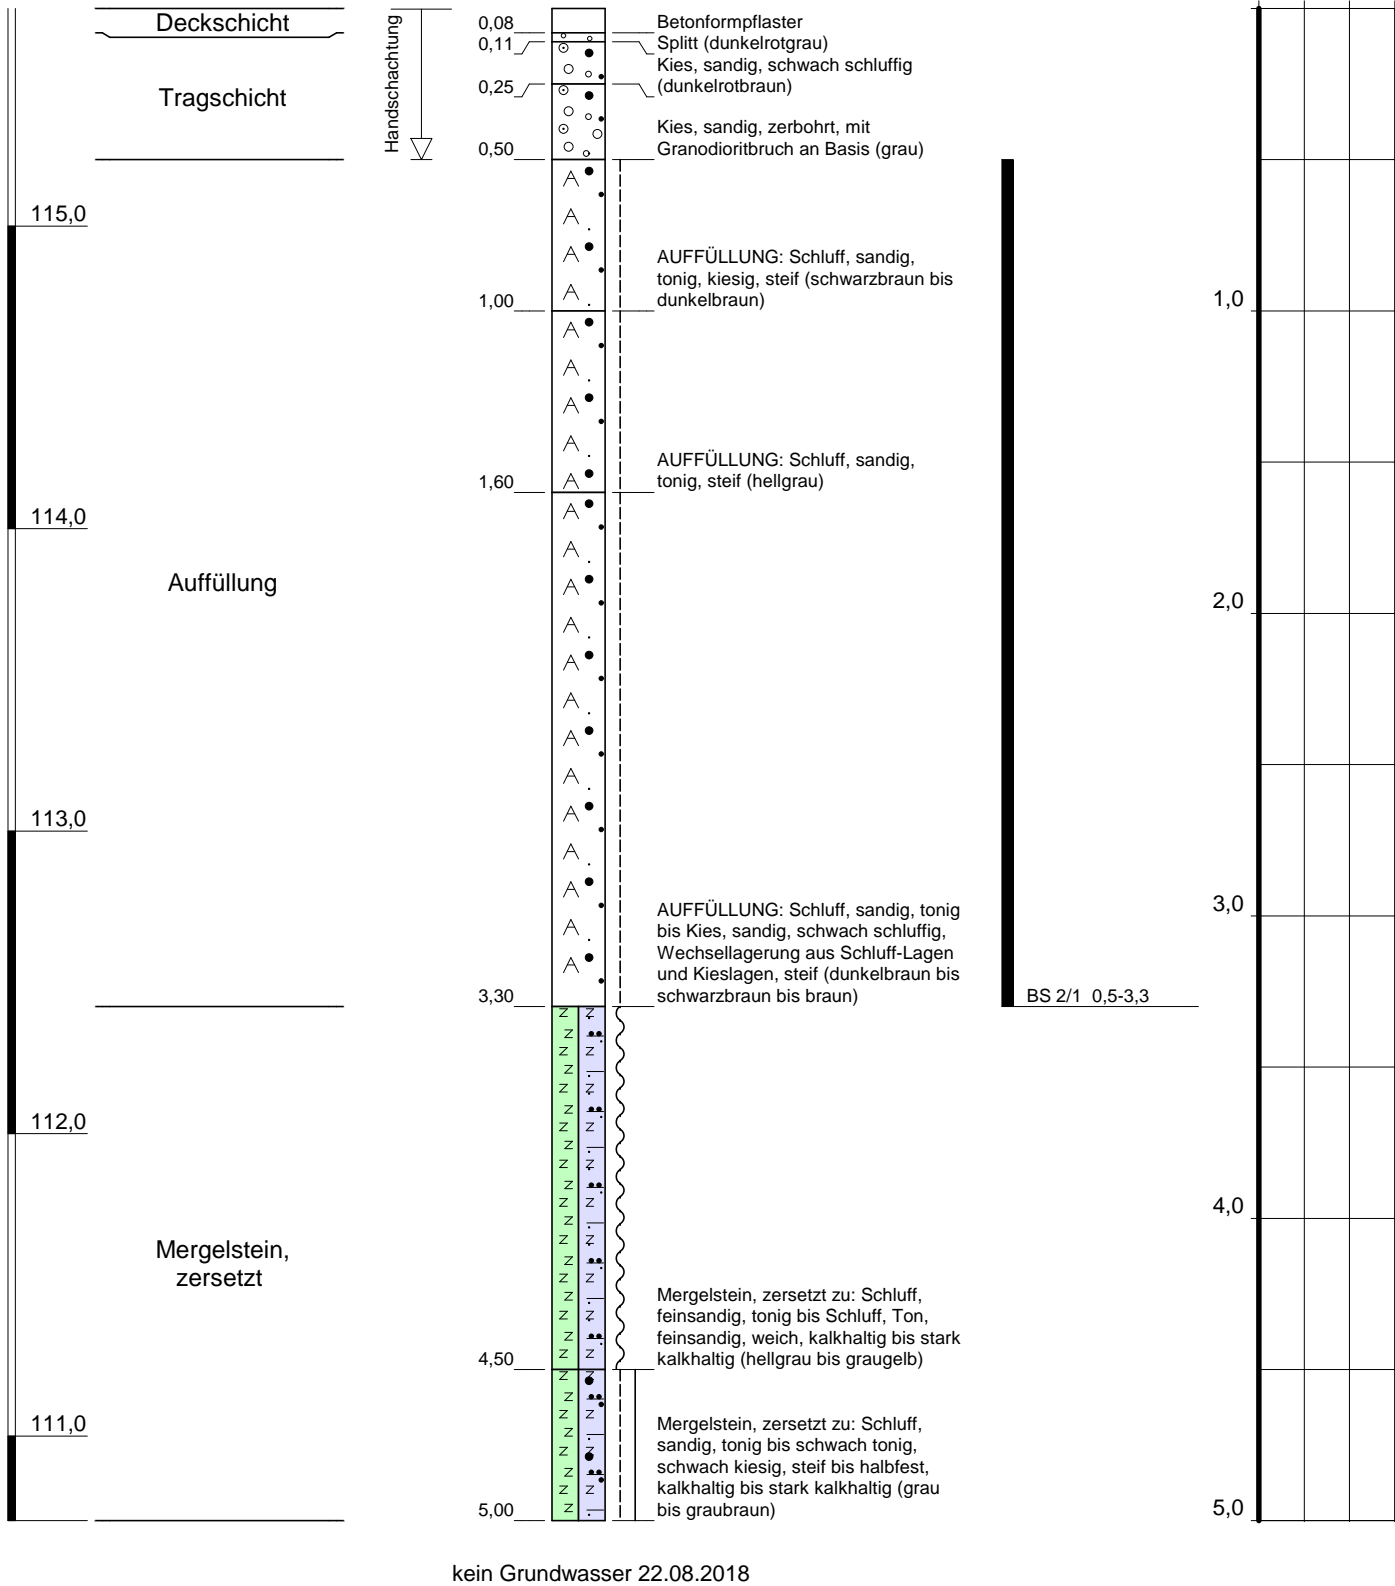 Deckschicht
Tragschicht
Handschachtung
0,08
Betonformpflaster
0,11
Splitt (dunkelrotgrau)
Kies, sandig, schwach schluffig
(dunkelrotbraun)
0,25
Kies, sandig, zerbohrt, mit
Granodioritbruch an Basis (grau)
0,50
115,0
AUFFÜLLUNG: Schluff, sandig,
tonig, kiesig, steif (schwarzbraun bis
dunkelbraun)
1,00
1,0
AUFFÜLLUNG: Schluff, sandig,
tonig, steif (hellgrau)
1,60
114,0
Auffüllung
2,0
113,0
AUFFÜLLUNG: Schluff, sandig, tonig
bis Kies, sandig, schwach schluffig,
Wechsellagerung aus Schluff-Lagen
und Kieslagen, steif (dunkelbraun bis
schwarzbraun bis braun)
3,0
3,30
BS 2/1 0,5-3,3
112,0
4,0
Mergelstein,
zersetzt
Mergelstein, zersetzt zu: Schluff,
feinsandig, tonig bis Schluff, Ton,
feinsandig, weich, kalkhaltig bis stark
kalkhaltig (hellgrau bis graugelb)
4,50
111,0
Mergelstein, zersetzt zu: Schluff,
sandig, tonig bis schwach tonig,
schwach kiesig, steif bis halbfest,
kalkhaltig bis stark kalkhaltig (grau
bis graubraun)
5,00
5,0
kein Grundwasser 22.08.2018